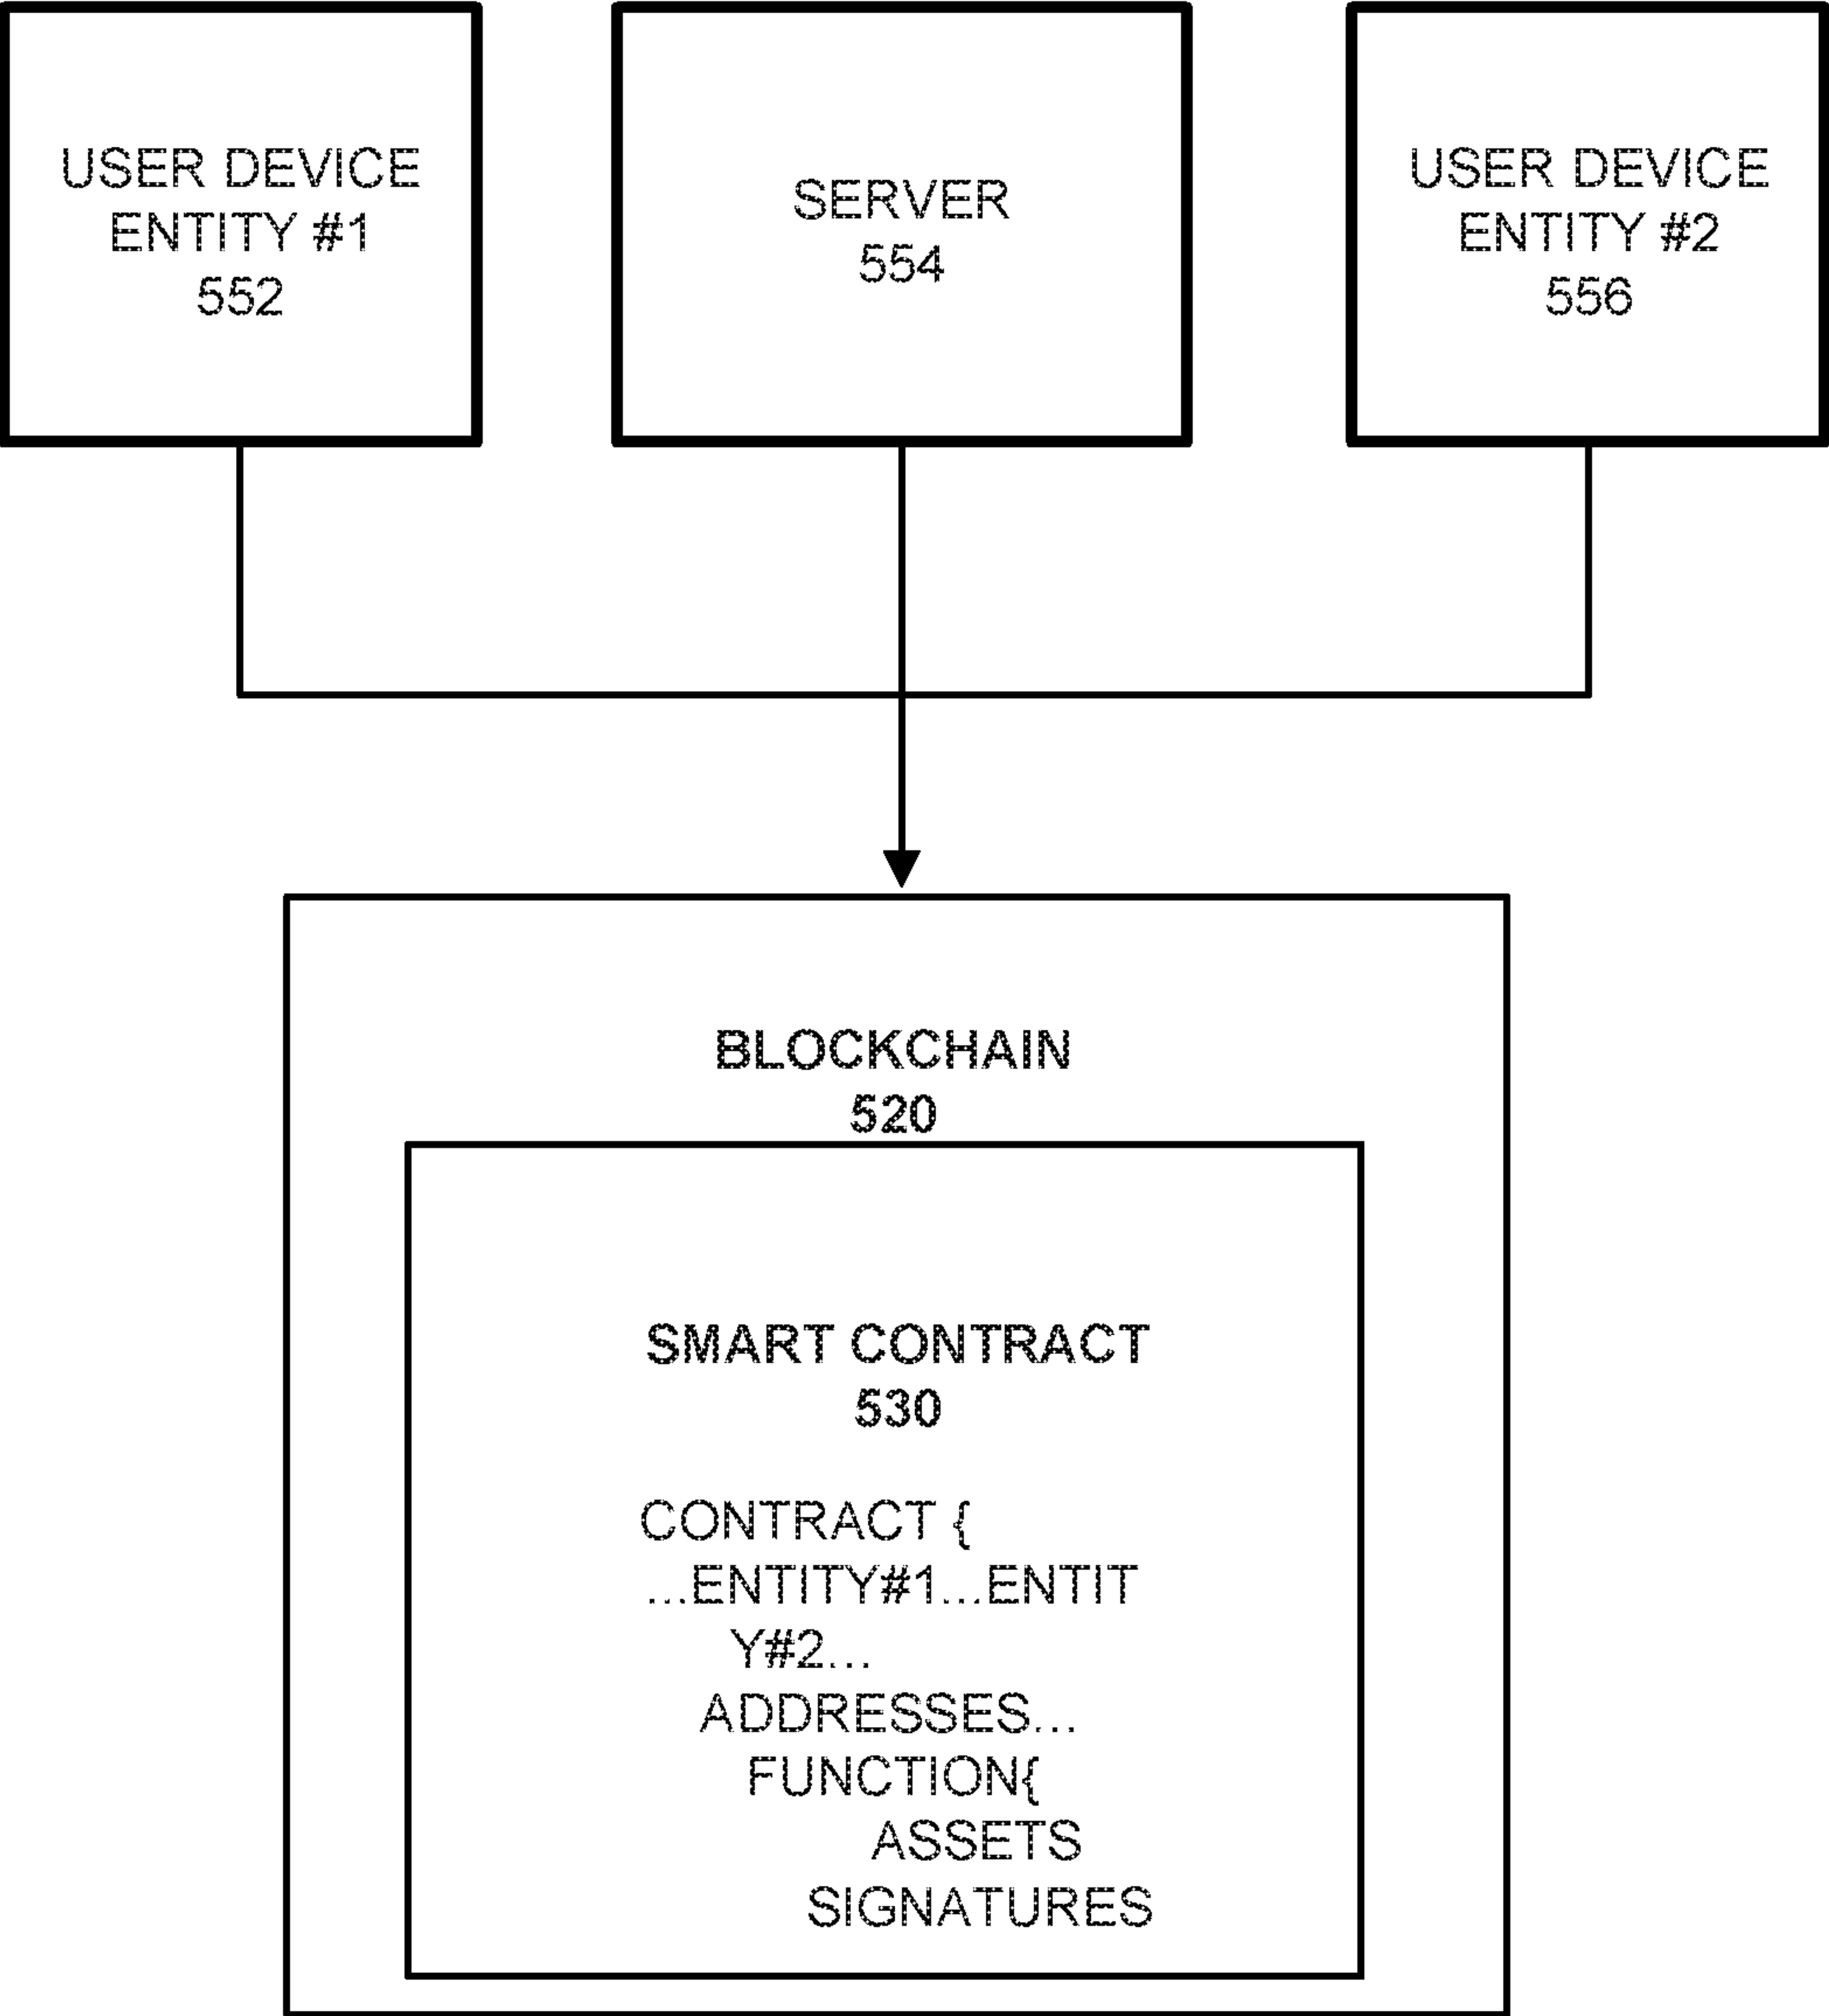 USER DEVICE
ENTITY #1
552
SERVER
554
USER DEVICE
ENTITY #2
556
BLOCKCHAIN
520
SMART CONTRACT
530
CONTRACT {
...ENTITY#1...ENTIT
Y#2...
ADDRESSES...
FUNCTION{
ASSETS
SIGNATURES